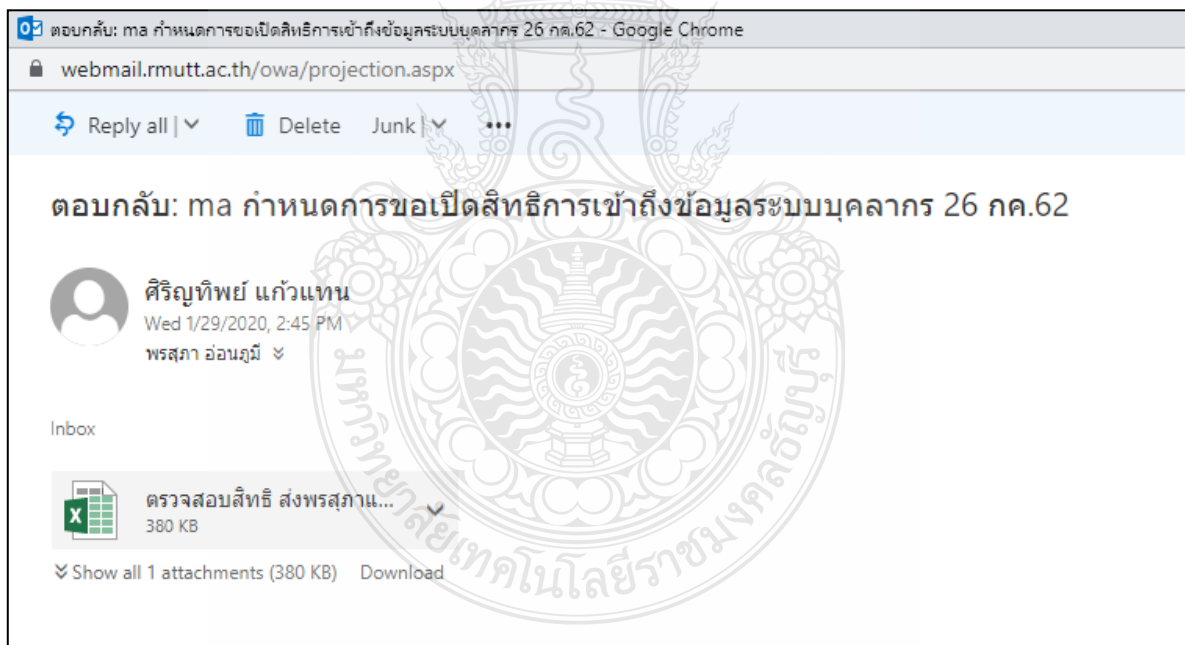 ตอบกลับ: ma กำหนดการขอเปิดสิทธิการเข้าถึงข้อมูลระบบบุคลากร 26 กค.62 - Google Chrome
webmail.rmutt.ac.th/owa/projection.aspx
Reply all | Delete Junk | ...
ตอบกลับ: ma กำหนดการขอเปิดสิทธิการเข้าถึงข้อมูลระบบบุคลากร 26 กค.62
ศิริญทิพย์ แก้วแทน
Wed 1/29/2020, 2:45 PM
พรสุภา อ่อนภูมี
Inbox
ตรวจสอบสิทธิ ส่งพรสุภาแ...
380 KB
Show all 1 attachments (380 KB) Download
มหาวิทยาลัยเทคโนโลยีราชมงคลธัญบุรี